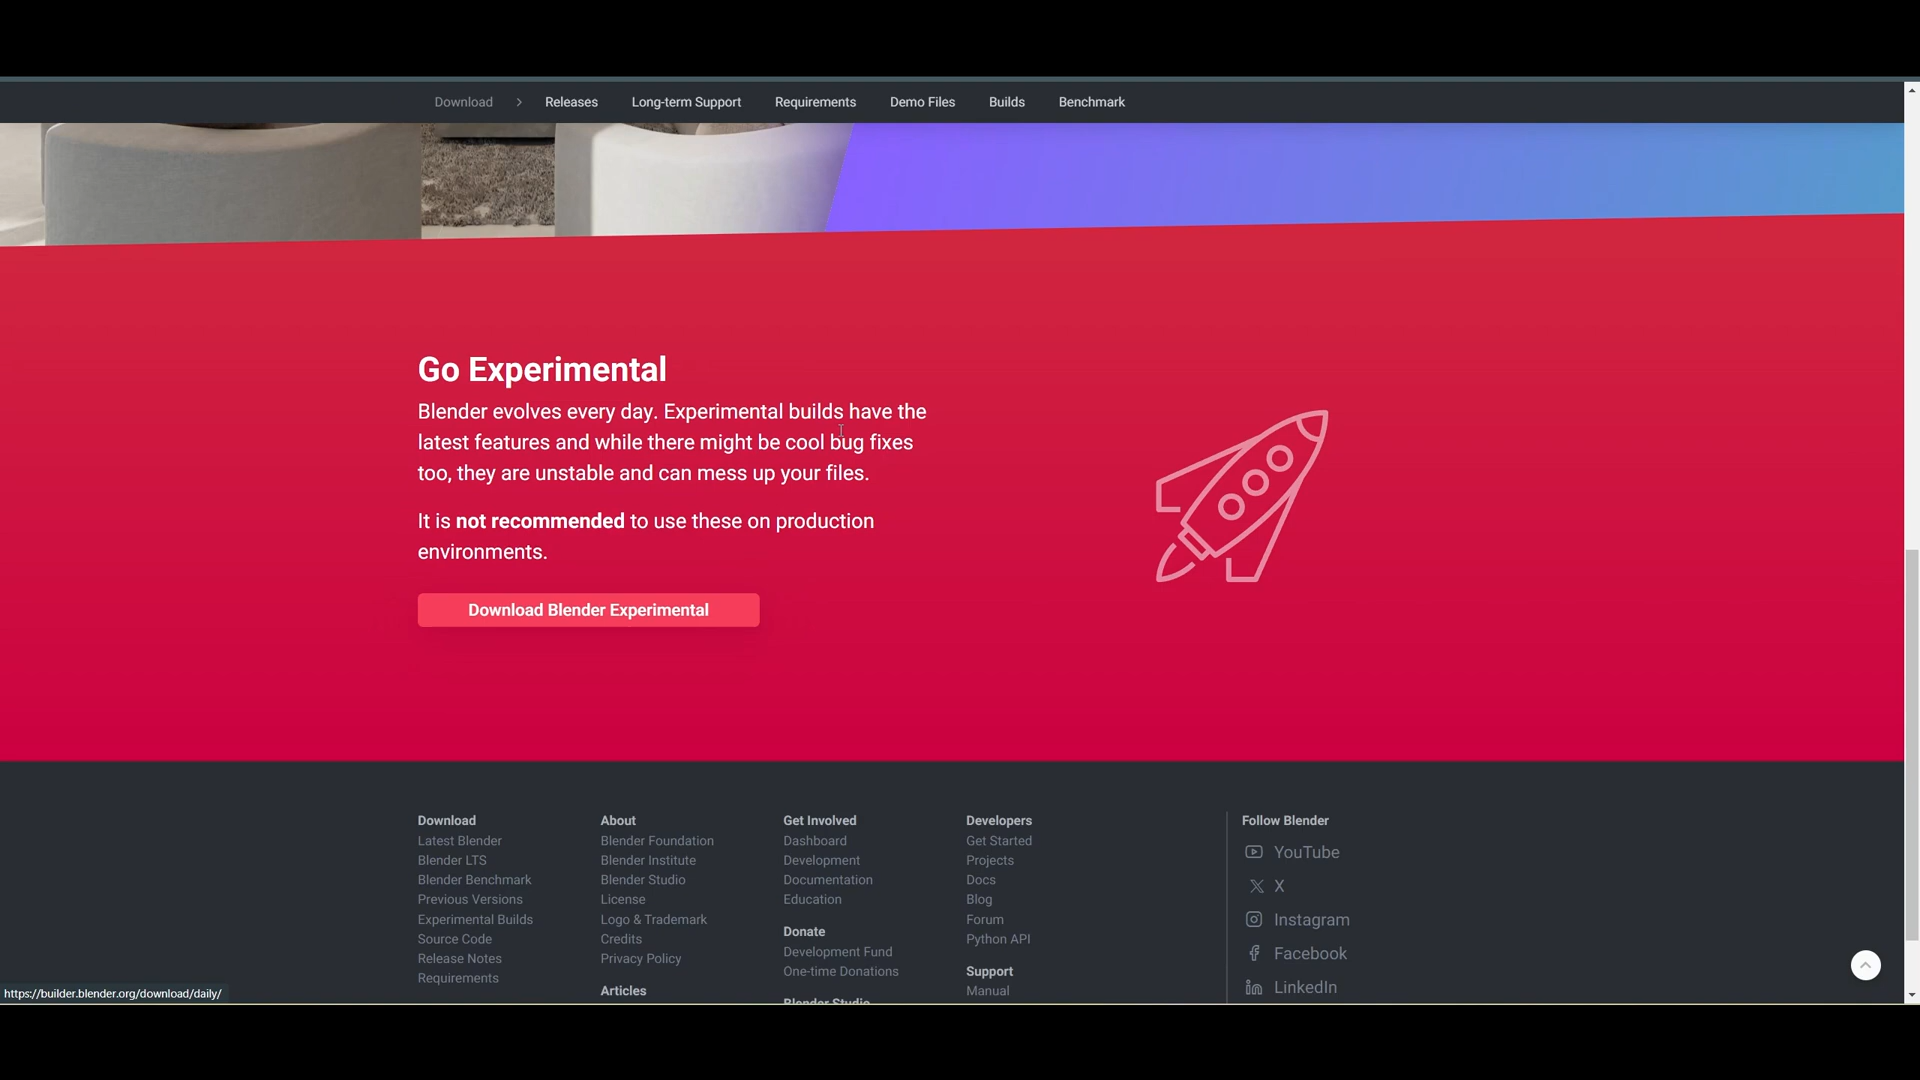 Download > Releases Long-term Support Requirements Demo Files Builds Benchmark
Go Experimental
Blender evolves every day. Experimental builds have the
latest features and while there might be cool bug fixes
too, they are unstable and can mess up your files.
It is not recommended to use these on production
environments.
Download Blender Experimental
Download
Latest Blender
Blender LTS
Blender Benchmark
Previous Versions
Experimental Builds
Source Code
Release Notes
Requirements
About
Blender Foundation
Blender Institute
Blender Studio
License
Logo & Trademark
Credits
Privacy Policy
Articles
Get Involved
Dashboard
Development
Documentation
Education
Donate
Development Fund
One-time Donations
Blender Studio
Developers
Get Started
Projects
Docs
Blog
Forum
Python API
Support
Manual
Follow Blender
YouTube
X
Instagram
Facebook
LinkedIn
https://builder.blender.org/download/daily/